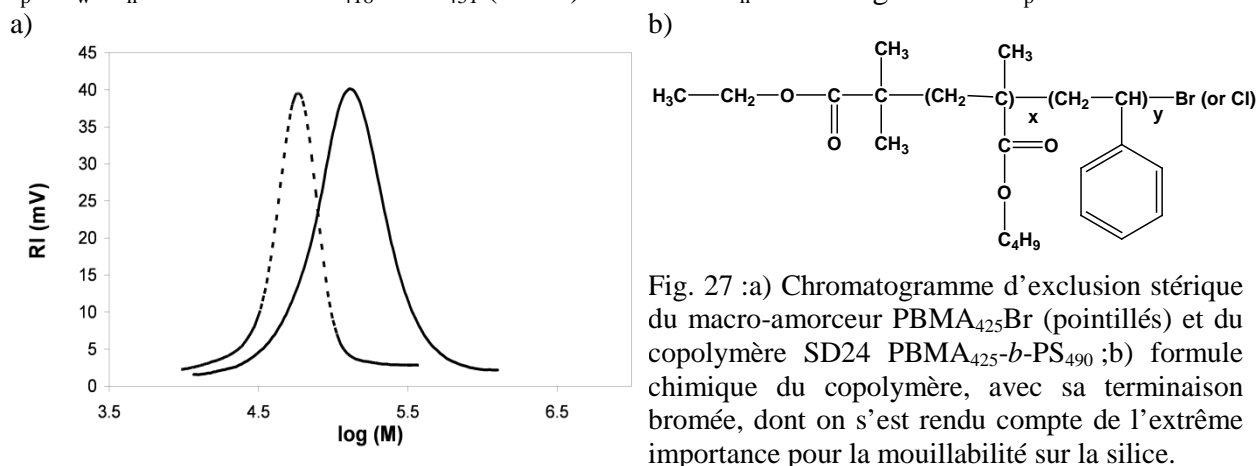 a)
b)
45
40
35
30
25
20
15
10
5
0
RI (mV)
3.5 4.5 5.5 6.5
log (M)
CH₃ CH₃
H₃C—CH₂—O—C—C—(CH₂—C)—(CH₂—CH)—Br (or Cl)
x y
O CH₃ C=O
O
C₄H₉
Fig. 27 :a) Chromatogramme d’exclusion stérique
du macro-amorceur PBMA₄₂₅Br (pointillés) et du
copolymère SD24 PBMA₄₂₅-b-PS₄₉₀ ;b) formule
chimique du copolymère, avec sa terminaison
bromée, dont on s’est rendu compte de l’extrême
importance pour la mouillabilité sur la silice.